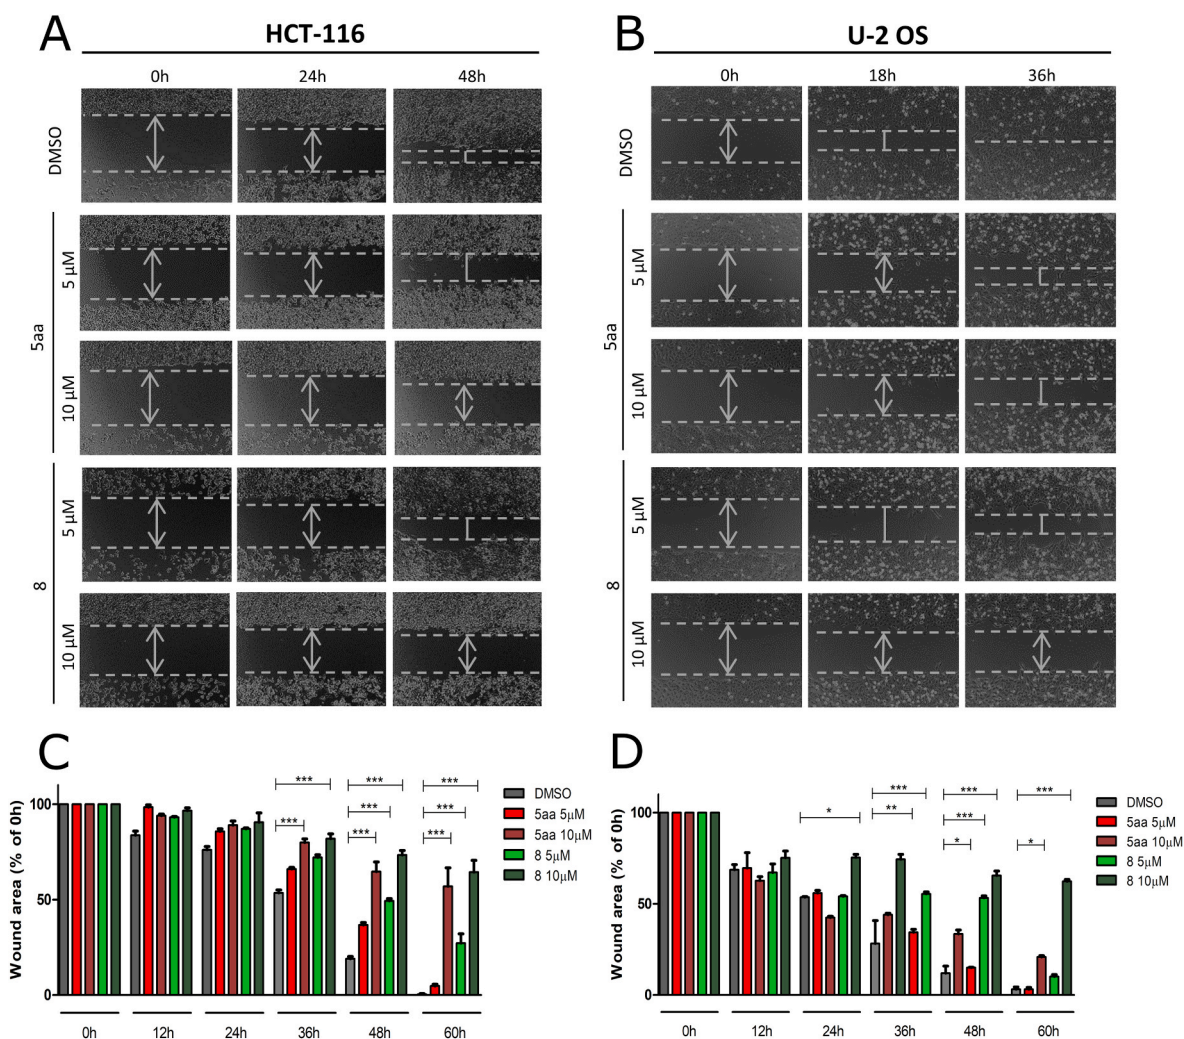 A
HCT-116
0h 24h 48h
DMSO
5aa
5 µM
10 µM
8
5 µM
10 µM
B
U-2 OS
0h 18h 36h
DMSO
5aa
5 µM
10 µM
8
5 µM
10 µM
C
Wound area (% of 0h)
100
50
0
*** *** ***
*** ***
*** *** ***
0h 12h 24h 36h 48h 60h
DMSO
5aa 5µM
5aa 10µM
8 5µM
8 10µM
D
Wound area (% of 0h)
100
50
0
*** *** ***
* ** ***
* *
0h 12h 24h 36h 48h 60h
DMSO
5aa 5µM
5aa 10µM
8 5µM
8 10µM